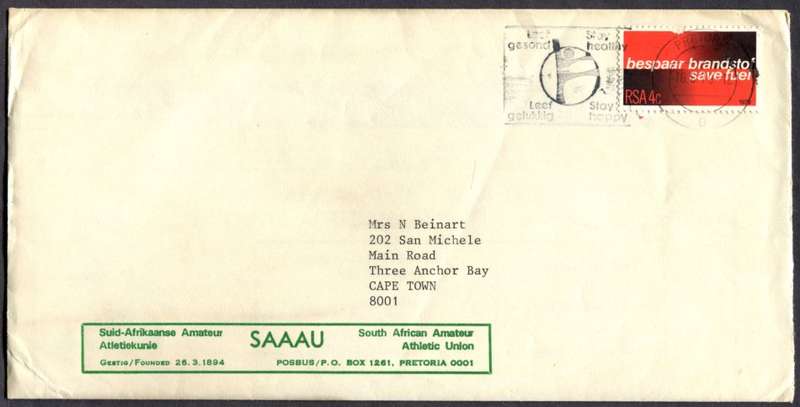 Leef Stay
gesond healthy
Leef Stay
gelukkig happy
bespaar brandstof
save fuel
RSA 4c
Mrs N Beinart
202 San Michele
Main Road
Three Anchor Bay
CAPE TOWN
8001
Suid-Afrikaanse Amateur
Atletiekunie
Gestig/Founded 26.3.1894
SAAAU
South African Amateur
Athletic Union
POSBUS/P.O. BOX 1261, PRETORIA 0001